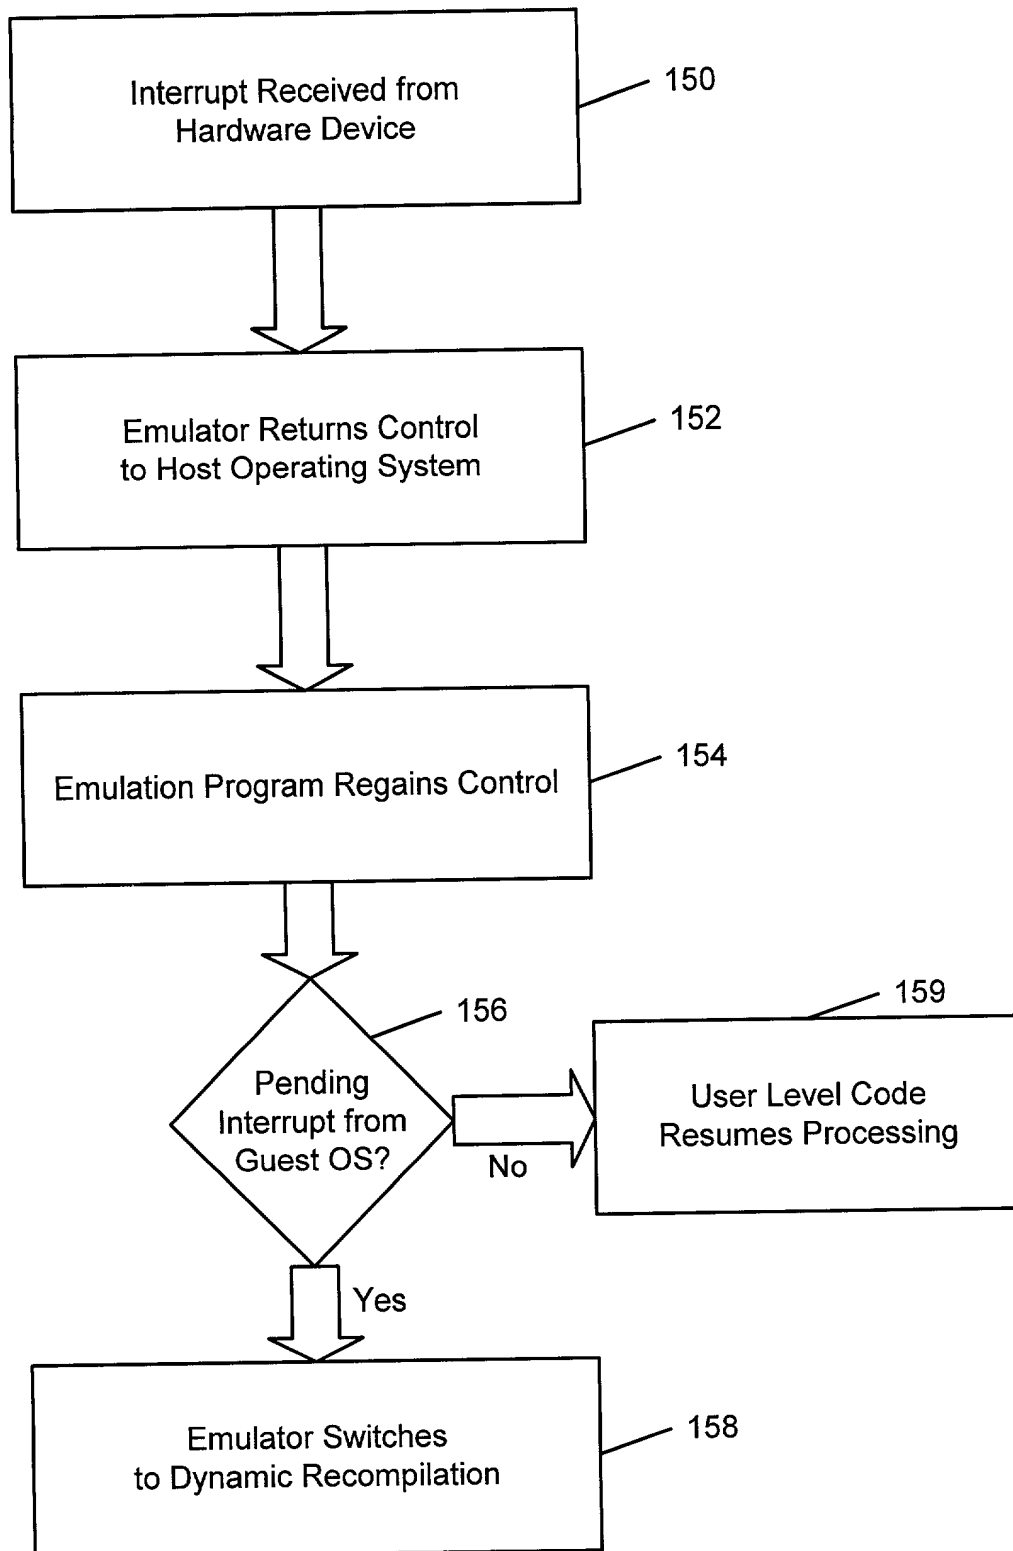 Interrupt Received from
Hardware Device
150
Emulator Returns Control
to Host Operating System
152
Emulation Program Regains Control
154
156
Pending
Interrupt from
Guest OS?
159
User Level Code
Resumes Processing
No
Yes
Emulator Switches
to Dynamic Recompilation
158